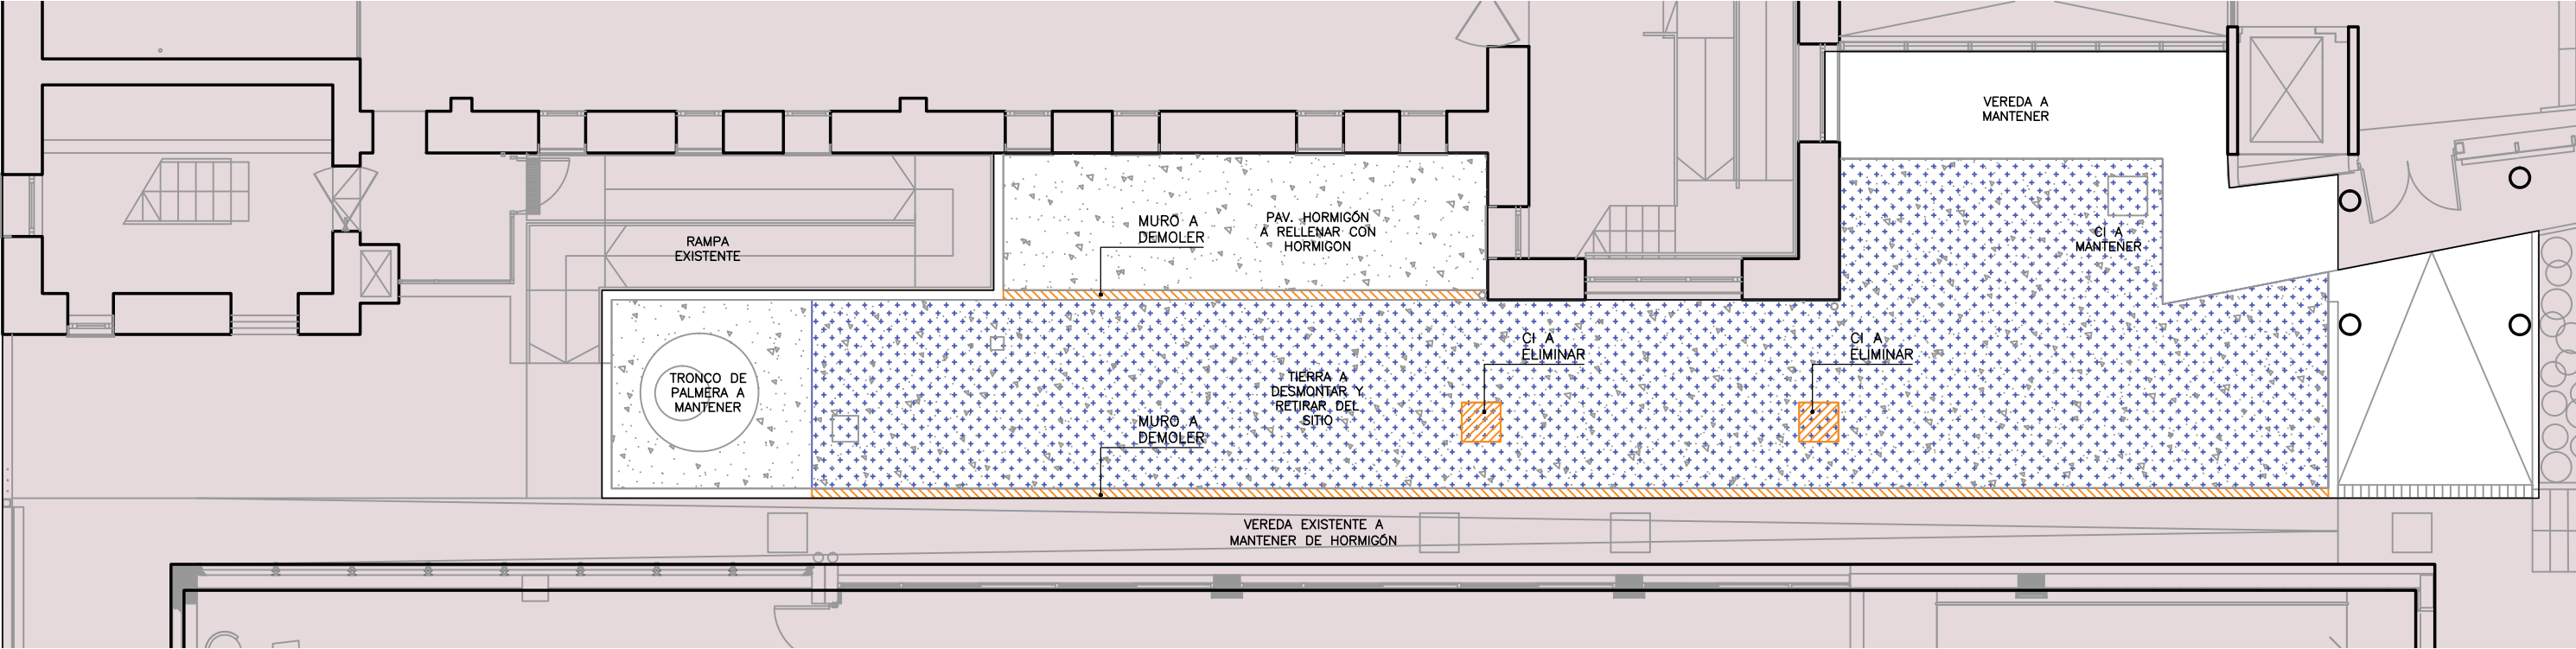 VEREDA A
MANTENER
MURO A
DEMOLER
PAV. HORMIGÓN
A RELLENAR CON
HORMIGON
RAMPA
EXISTENTE
CI A
MANTENER
CI A
ELIMINAR
CI A
ELIMINAR
TRONCO DE
PALMERA A
MANTENER
TIERRA A
DESMONTAR Y
RETIRAR DEL
SITIO
MURO A
DEMOLER
VEREDA EXISTENTE A
MANTENER DE HORMIGÓN